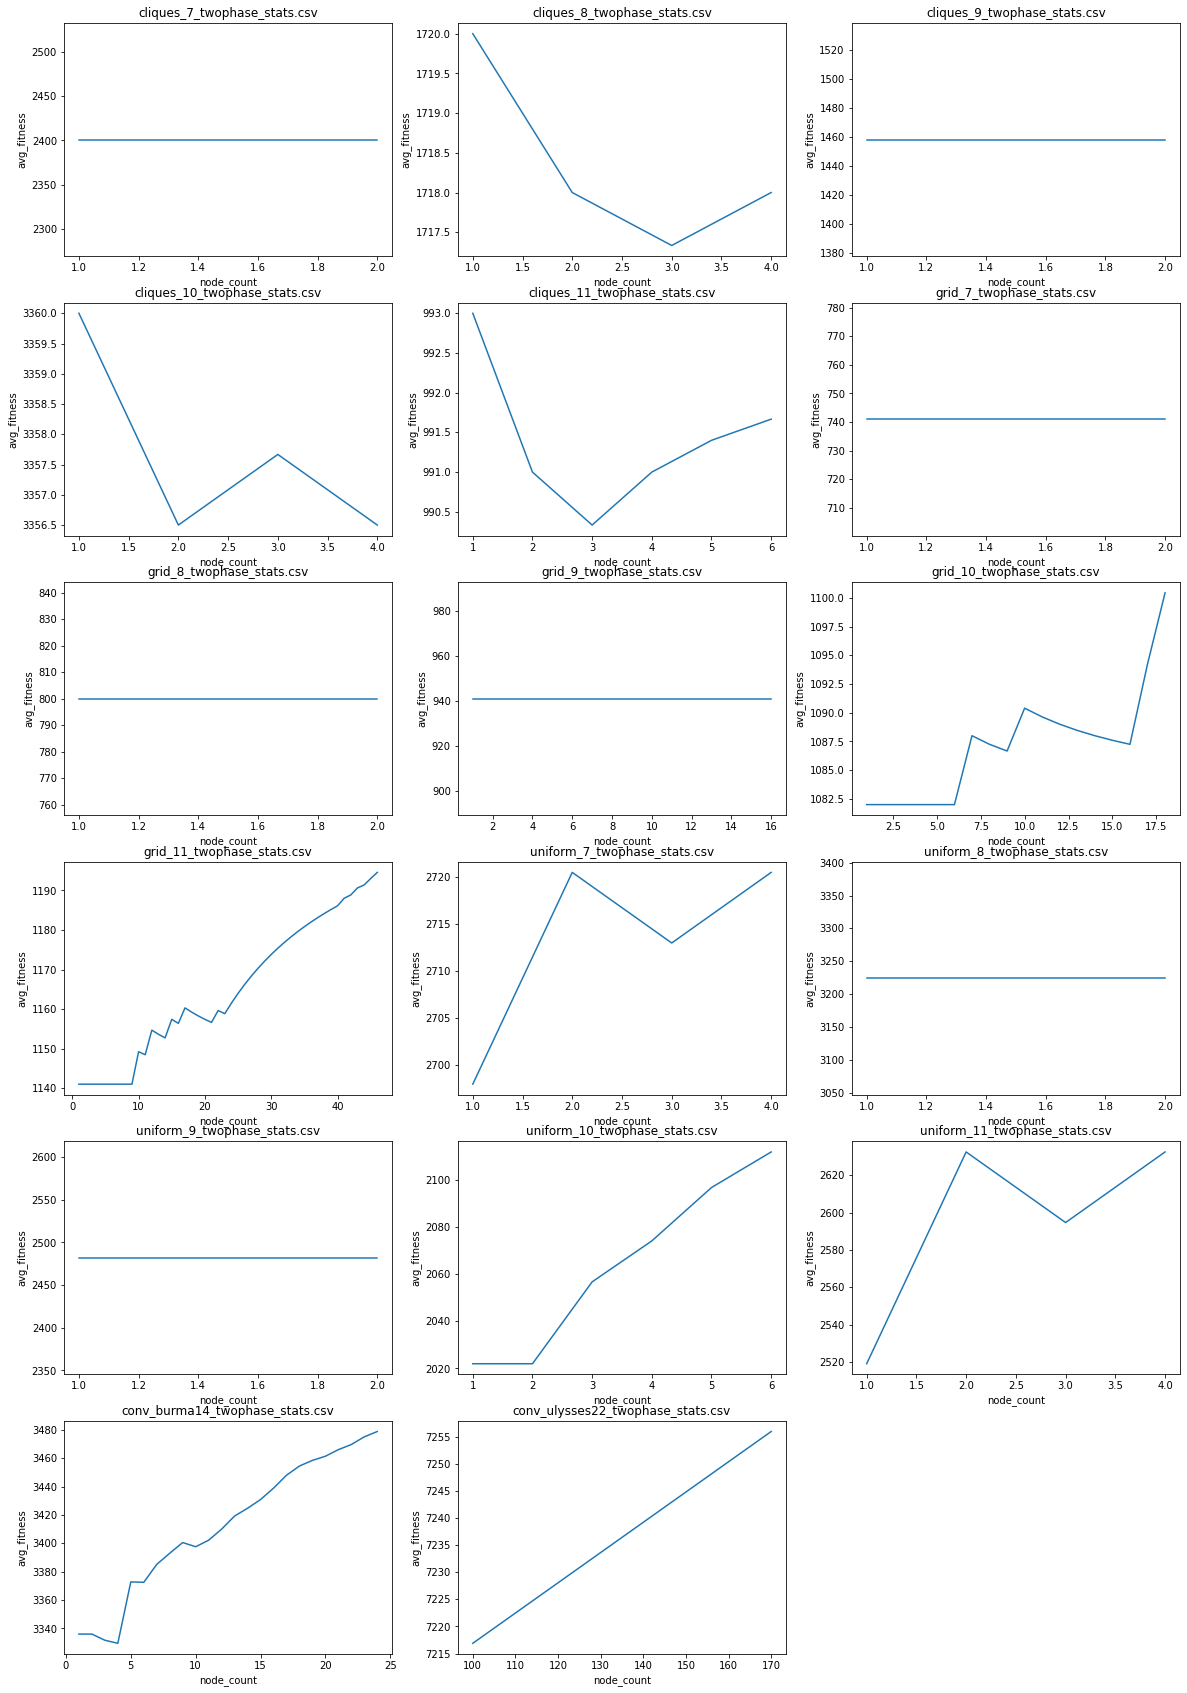 cliques_7_twophase_stats.csv
2500
2450
2400
2350
2300
avg_fitness
1.0 1.2 1.4 1.6 1.8 2.0
node_count
cliques_8_twophase_stats.csv
1720.0
1719.5
1719.0
1718.5
1718.0
1717.5
avg_fitness
1.0 1.5 2.0 2.5 3.0 3.5 4.0
node_count
cliques_9_twophase_stats.csv
1520
1500
1480
1460
1440
1420
1400
1380
avg_fitness
1.0 1.2 1.4 1.6 1.8 2.0
node_count
cliques_10_twophase_stats.csv
3360.0
3359.5
3359.0
3358.5
3358.0
3357.5
3357.0
3356.5
avg_fitness
1.0 1.5 2.0 2.5 3.0 3.5 4.0
node_count
cliques_11_twophase_stats.csv
993.0
992.5
992.0
991.5
991.0
990.5
avg_fitness
1 2 3 4 5 6
node_count
grid_7_twophase_stats.csv
780
770
760
750
740
730
720
710
avg_fitness
1.0 1.2 1.4 1.6 1.8 2.0
node_count
grid_8_twophase_stats.csv
840
830
820
810
800
790
780
770
760
avg_fitness
1.0 1.2 1.4 1.6 1.8 2.0
node_count
grid_9_twophase_stats.csv
980
960
940
920
900
avg_fitness
2 4 6 8 10 12 14 16
node_count
grid_10_twophase_stats.csv
1100.0
1097.5
1095.0
1092.5
1090.0
1087.5
1085.0
1082.5
avg_fitness
2.5 5.0 7.5 10.0 12.5 15.0 17.5
node_count
grid_11_twophase_stats.csv
1190
1180
1170
1160
1150
1140
avg_fitness
0 10 20 30 40
node_count
uniform_7_twophase_stats.csv
2720
2715
2710
2705
2700
avg_fitness
1.0 1.5 2.0 2.5 3.0 3.5 4.0
node_count
uniform_8_twophase_stats.csv
3400
3350
3300
3250
3200
3150
3100
3050
avg_fitness
1.0 1.2 1.4 1.6 1.8 2.0
node_count
uniform_9_twophase_stats.csv
2600
2550
2500
2450
2400
2350
avg_fitness
1.0 1.2 1.4 1.6 1.8 2.0
node_count
uniform_10_twophase_stats.csv
2100
2080
2060
2040
2020
avg_fitness
1 2 3 4 5 6
node_count
uniform_11_twophase_stats.csv
2620
2600
2580
2560
2540
2520
avg_fitness
1.0 1.5 2.0 2.5 3.0 3.5 4.0
node_count
conv_burma14_twophase_stats.csv
3480
3460
3440
3420
3400
3380
3360
3340
avg_fitness
0 5 10 15 20 25
node_count
conv_ulysses22_twophase_stats.csv
7255
7250
7245
7240
7235
7230
7225
7220
7215
avg_fitness
100 110 120 130 140 150 160 170
node_count